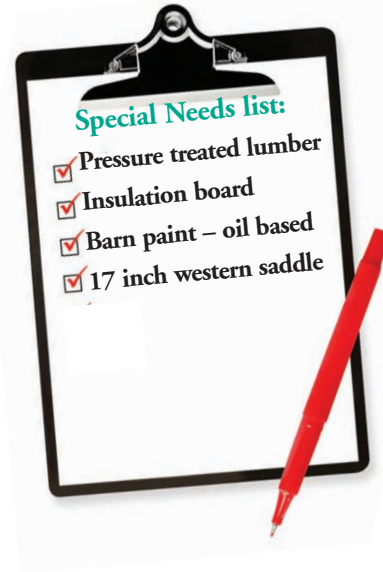 Special Needs list:
Pressure treated lumber
Insulation board
Barn paint – oil based
17 inch western saddle